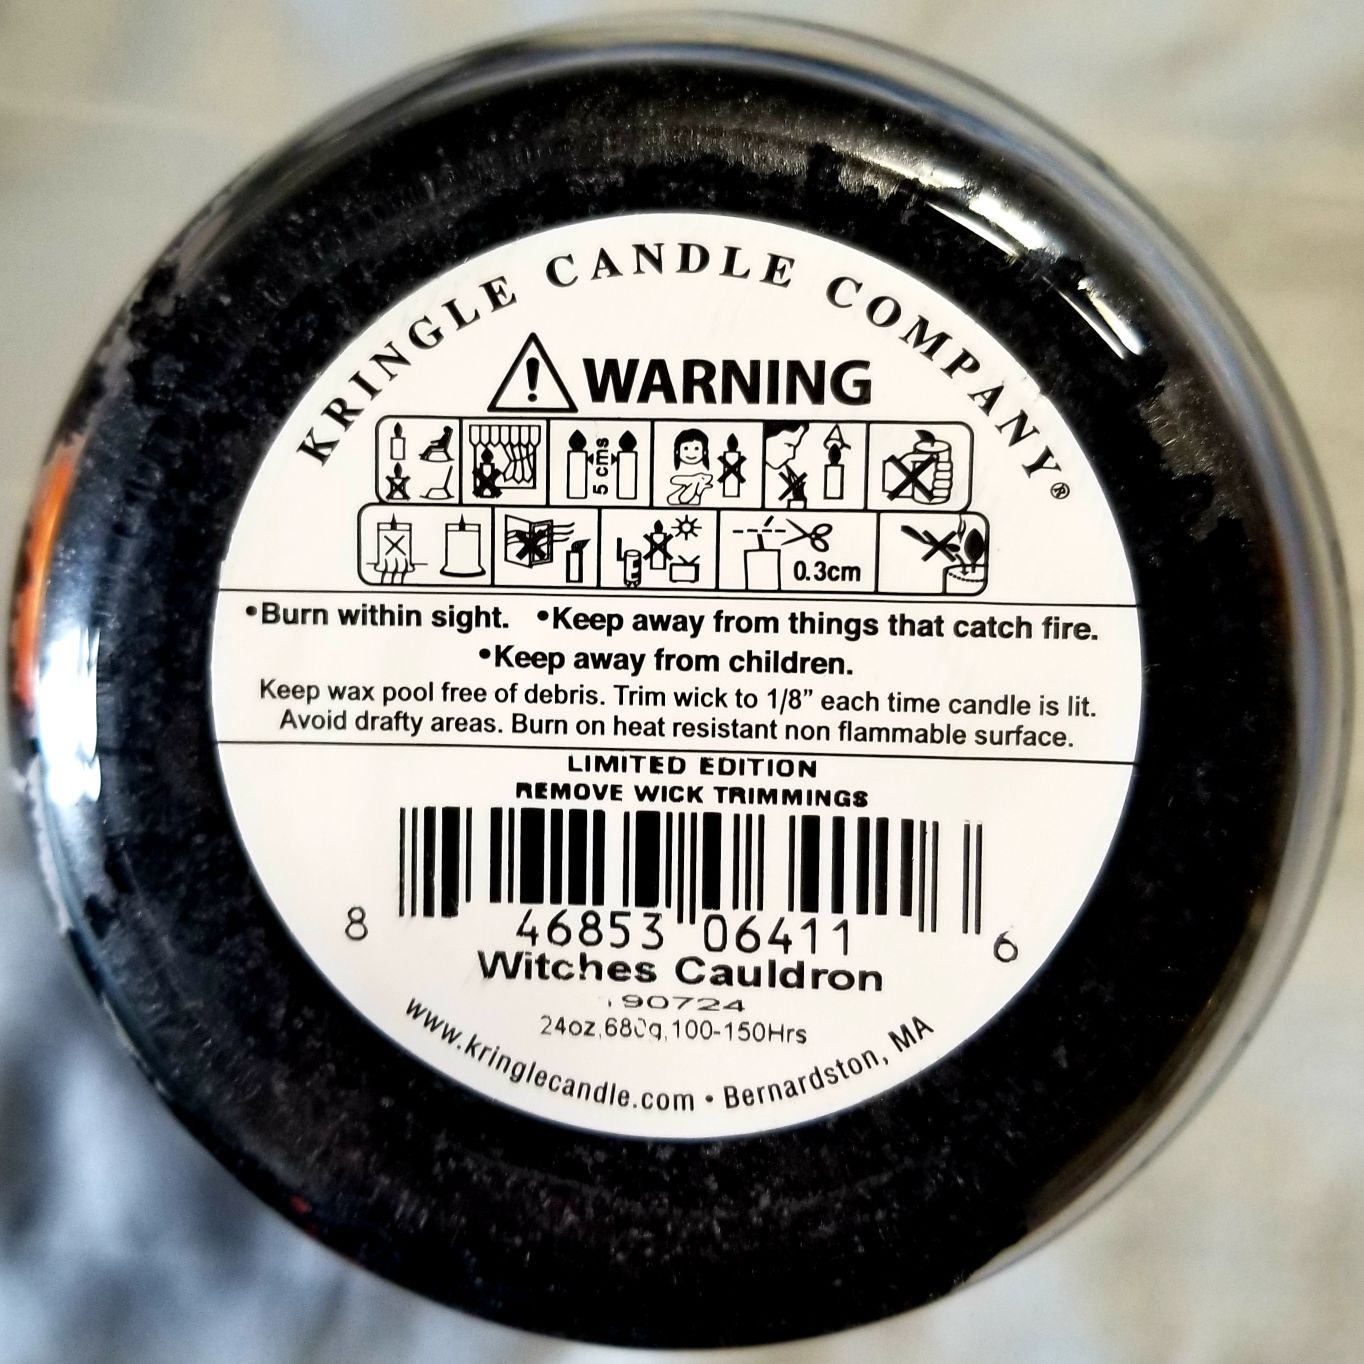 KRINGLE CANDLE COMPANY®
WARNING
5 cms
0.3cm
•Burn within sight. •Keep away from things that catch fire.
•Keep away from children.
Keep wax pool free of debris. Trim wick to 1/8” each time candle is lit.
Avoid drafty areas. Burn on heat resistant non flammable surface.
LIMITED EDITION
REMOVE WICK TRIMMINGS
8 46853 06411 6
Witches Cauldron
190724
24oz,680g,100-150Hrs
www.kringlecandle.com • Bernardston, MA